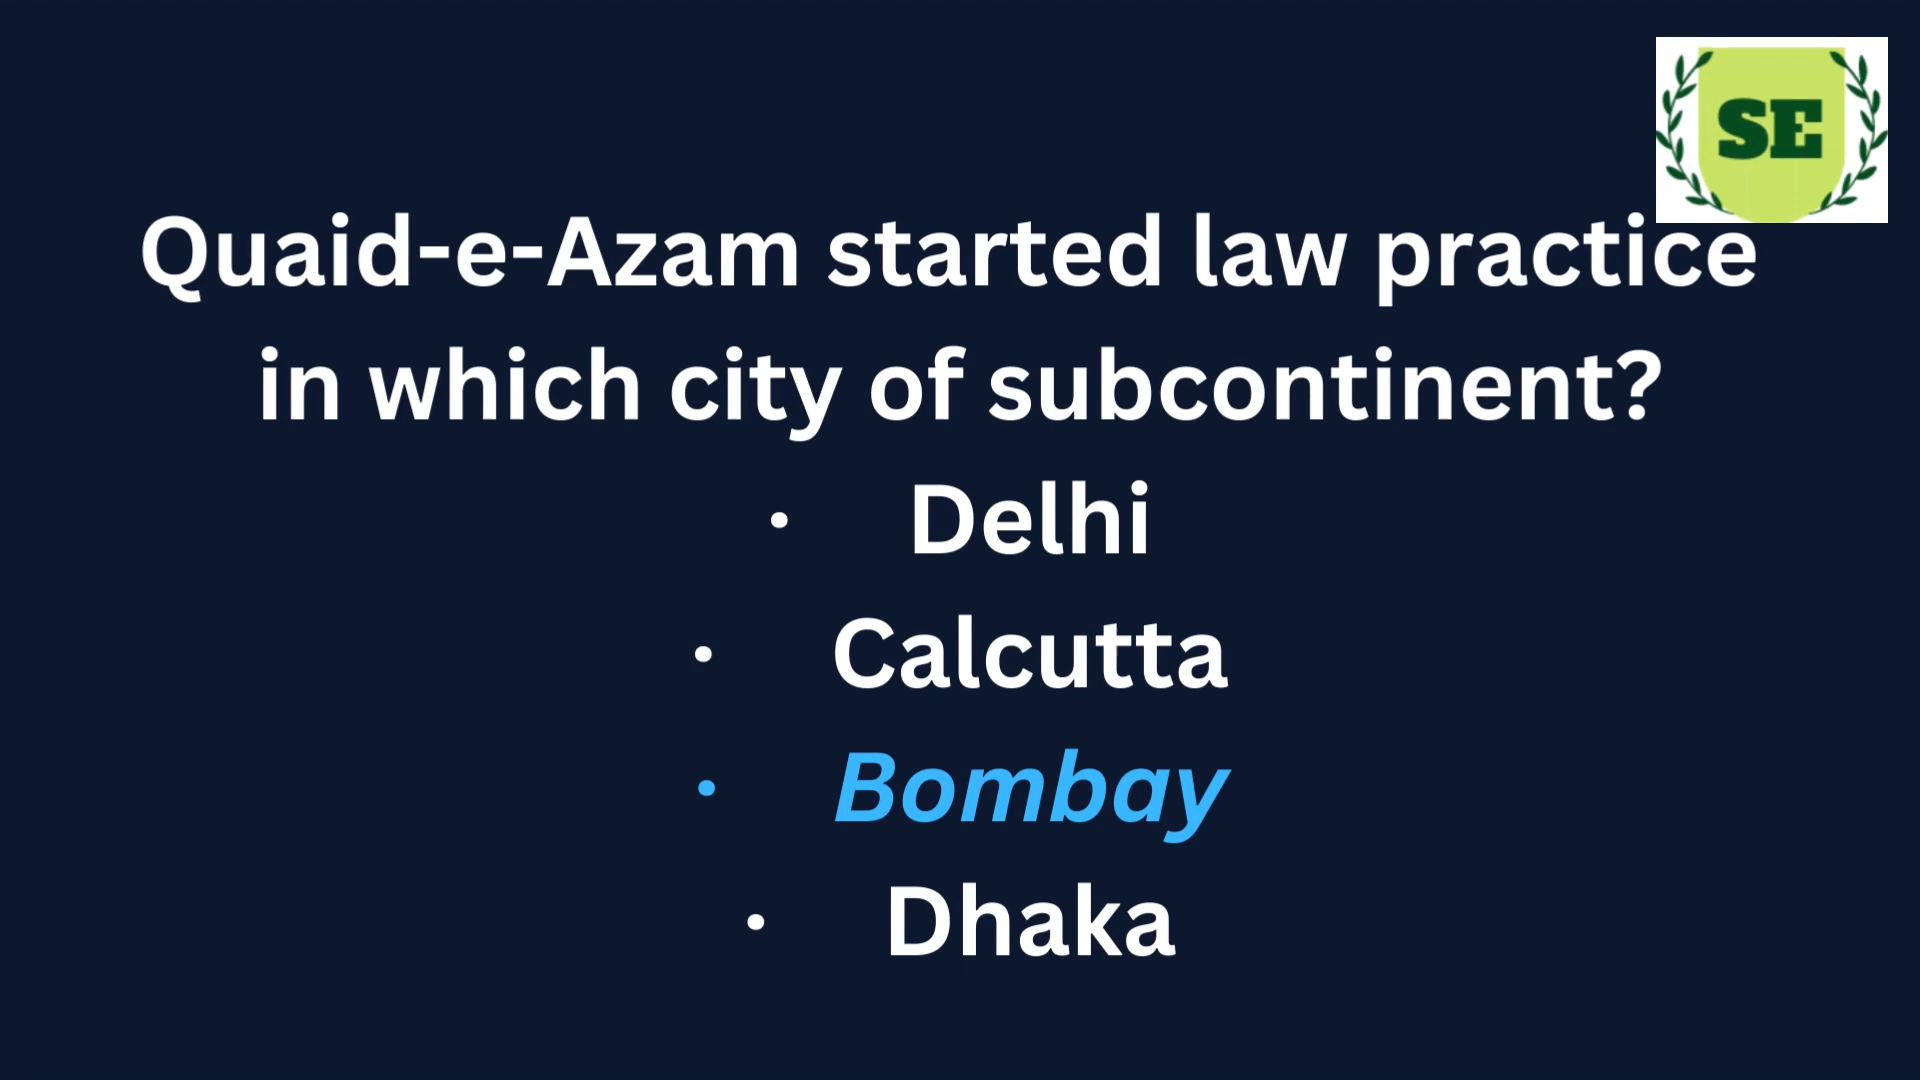 SE
Quaid-e-Azam started law practice
in which city of subcontinent?
• Delhi
• Calcutta
• Bombay
• Dhaka